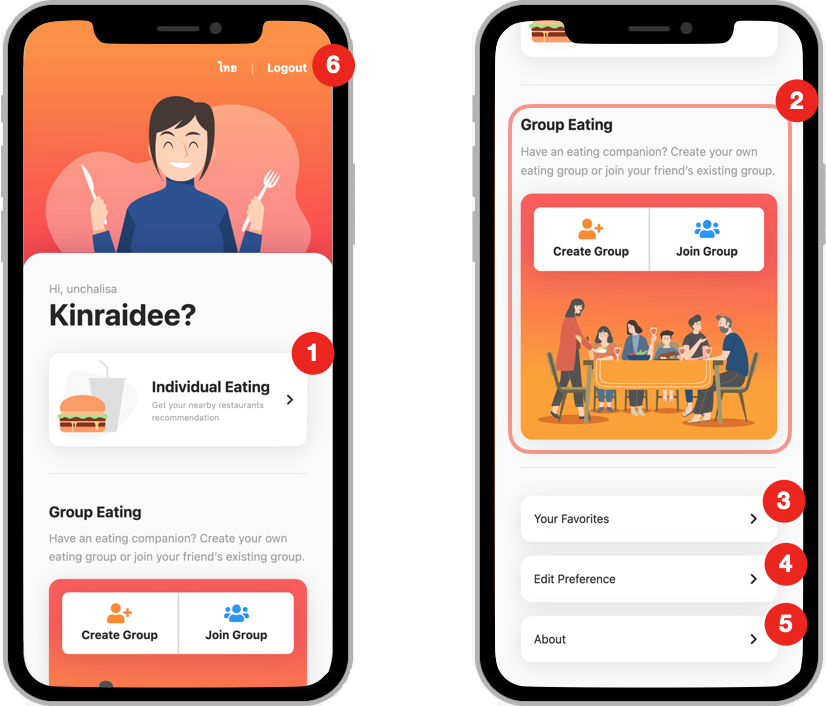 ไทย | Logout
6
Hi, unchalisa
Kinraidee?
1
Individual Eating
Get your nearby restaurants
recommendation
Group Eating
Have an eating companion? Create your own
eating group or join your friend's existing group.
Create Group
Join Group
2
Group Eating
Have an eating companion? Create your own
eating group or join your friend's existing group.
Create Group
Join Group
3
Your Favorites
4
Edit Preference
5
About